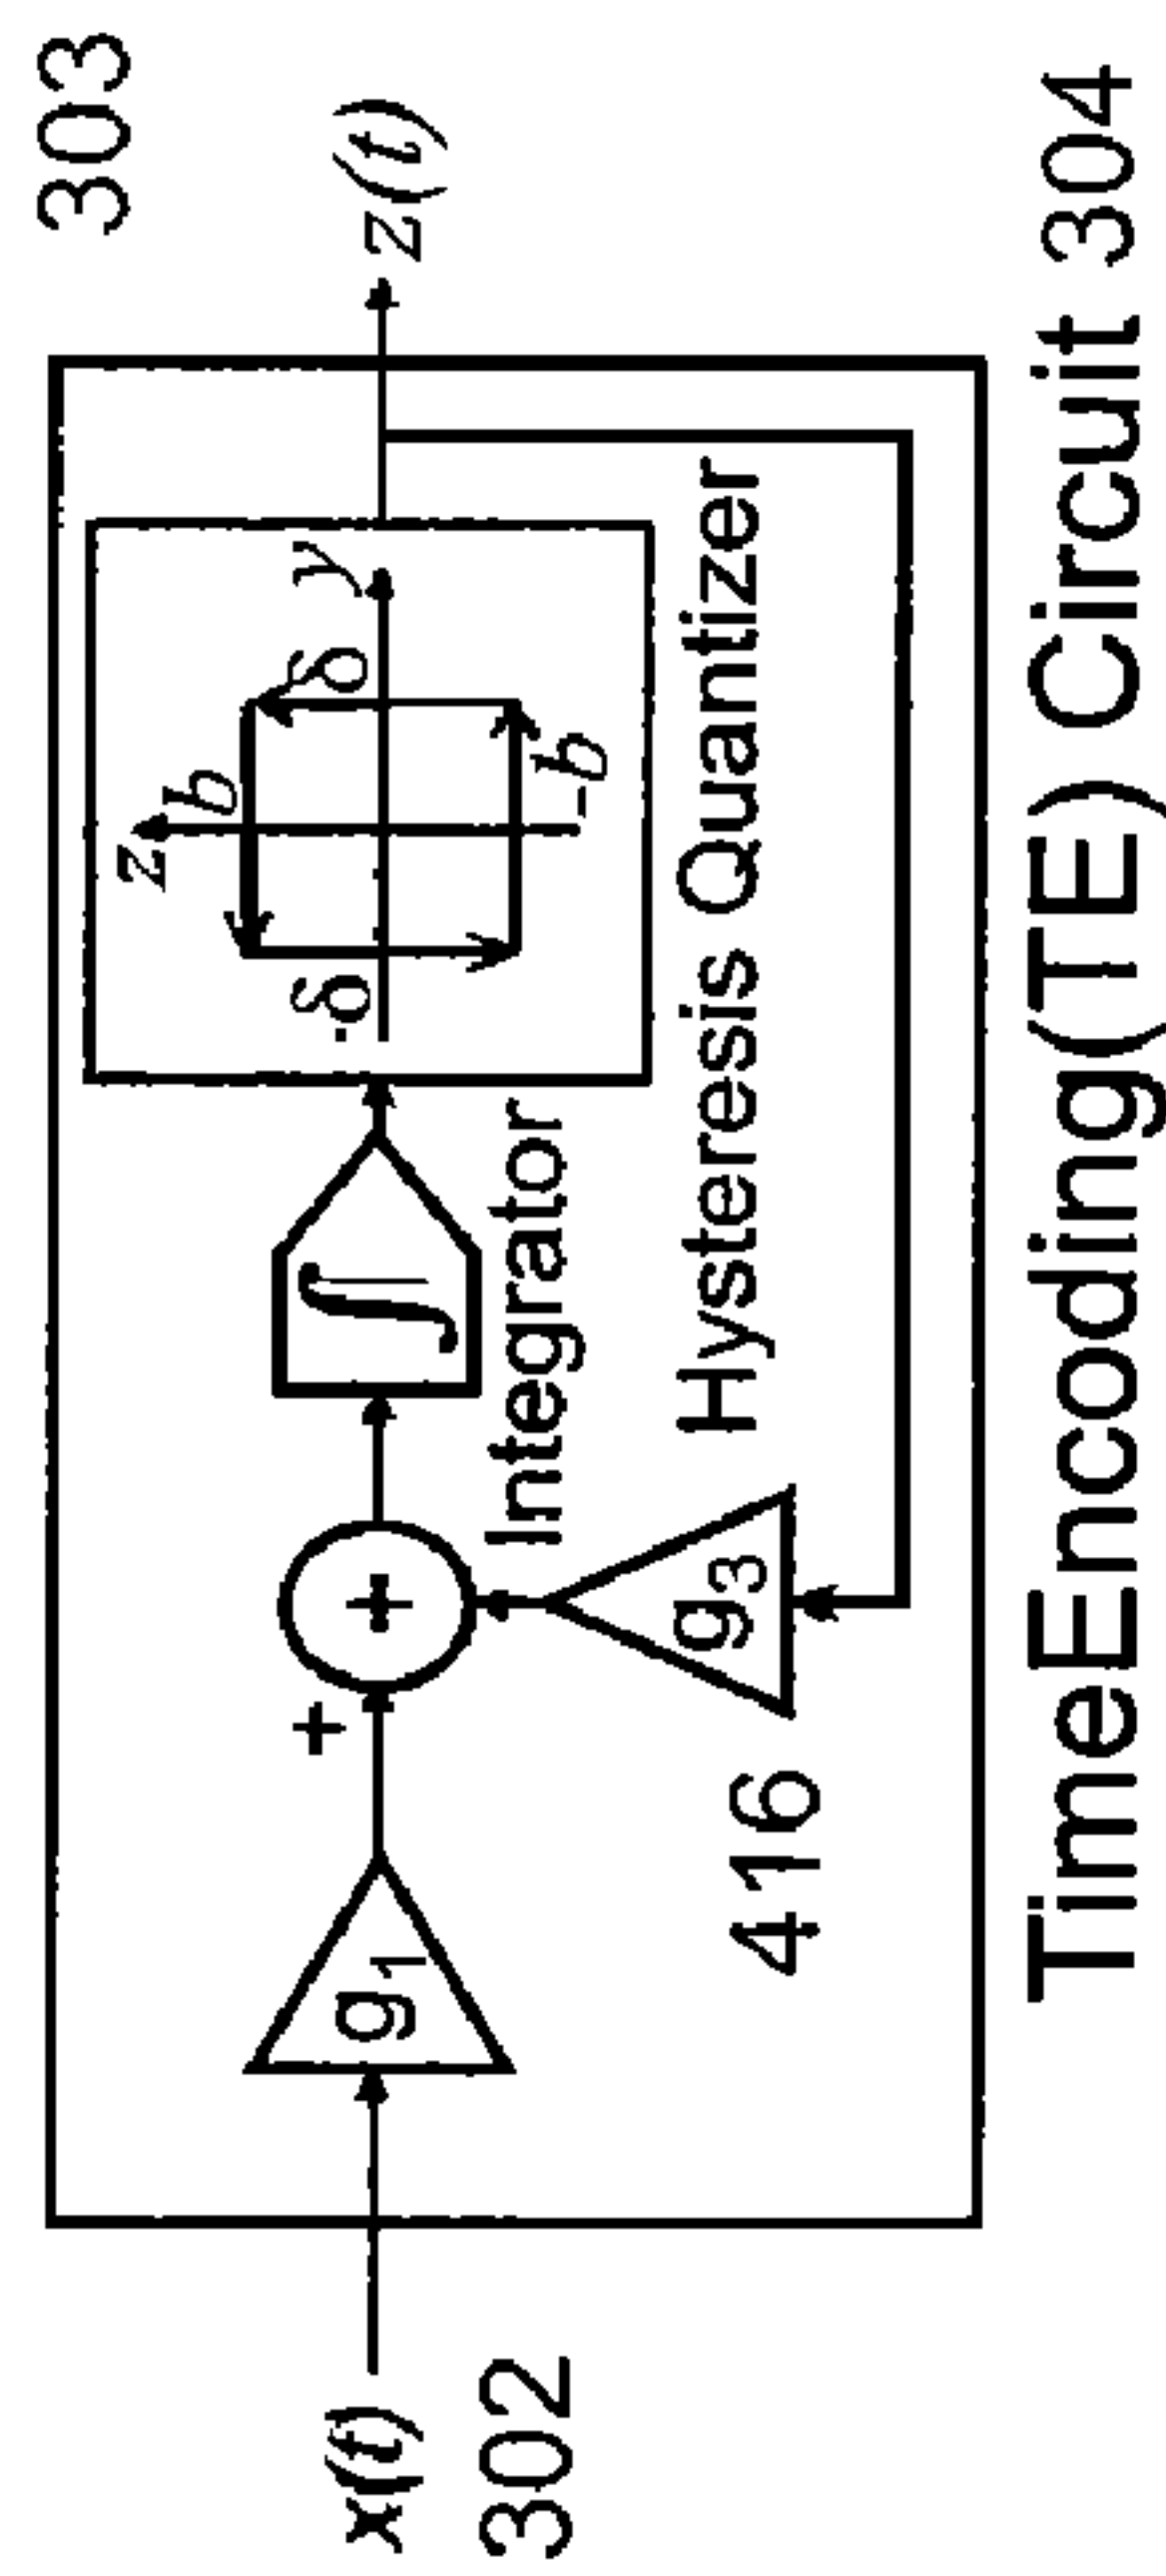 303
x(t)
302
g1
+
+
416
g3
∫
Integrator
z
b
-δ
δ
y
-b
Hysteresis Quantizer
z(t)
TimeEncoding(TE) Circuit 304